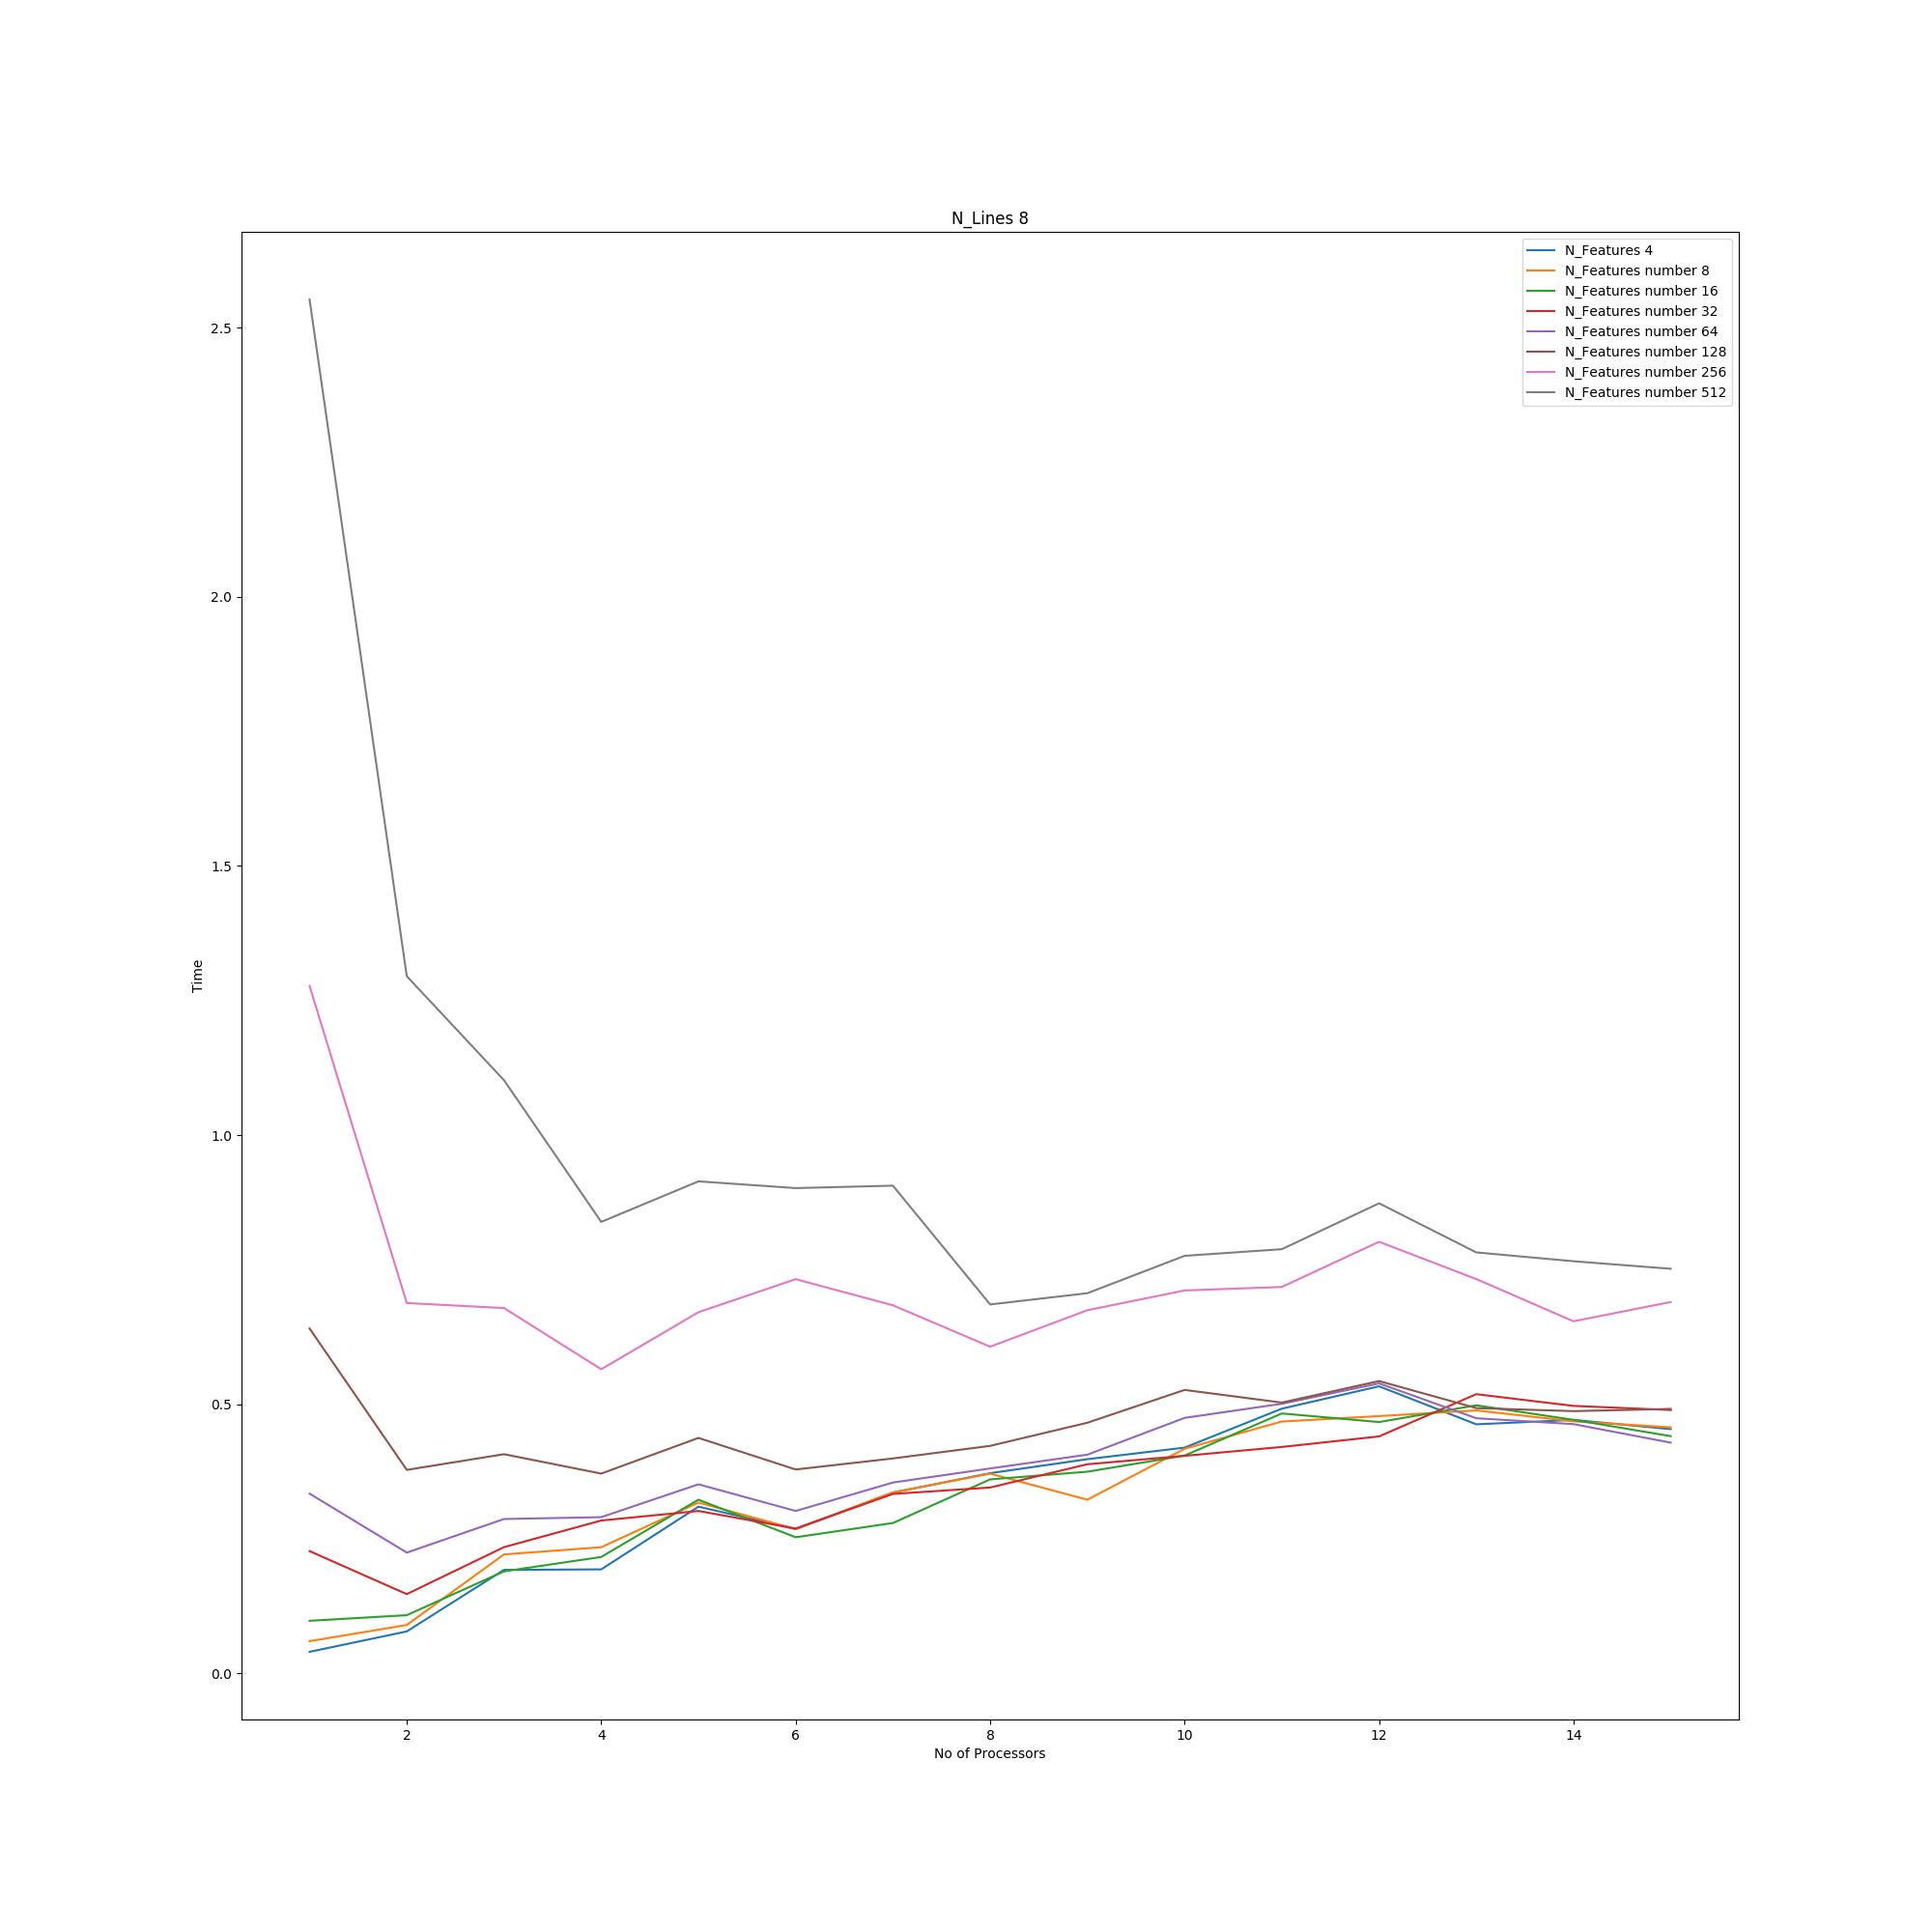 N_Lines 8
N_Features 4
N_Features number 8
N_Features number 16
N_Features number 32
N_Features number 64
N_Features number 128
N_Features number 256
N_Features number 512
2.5
2.0
1.5
1.0
0.5
0.0
Time
2 4 6 8 10 12 14
No of Processors